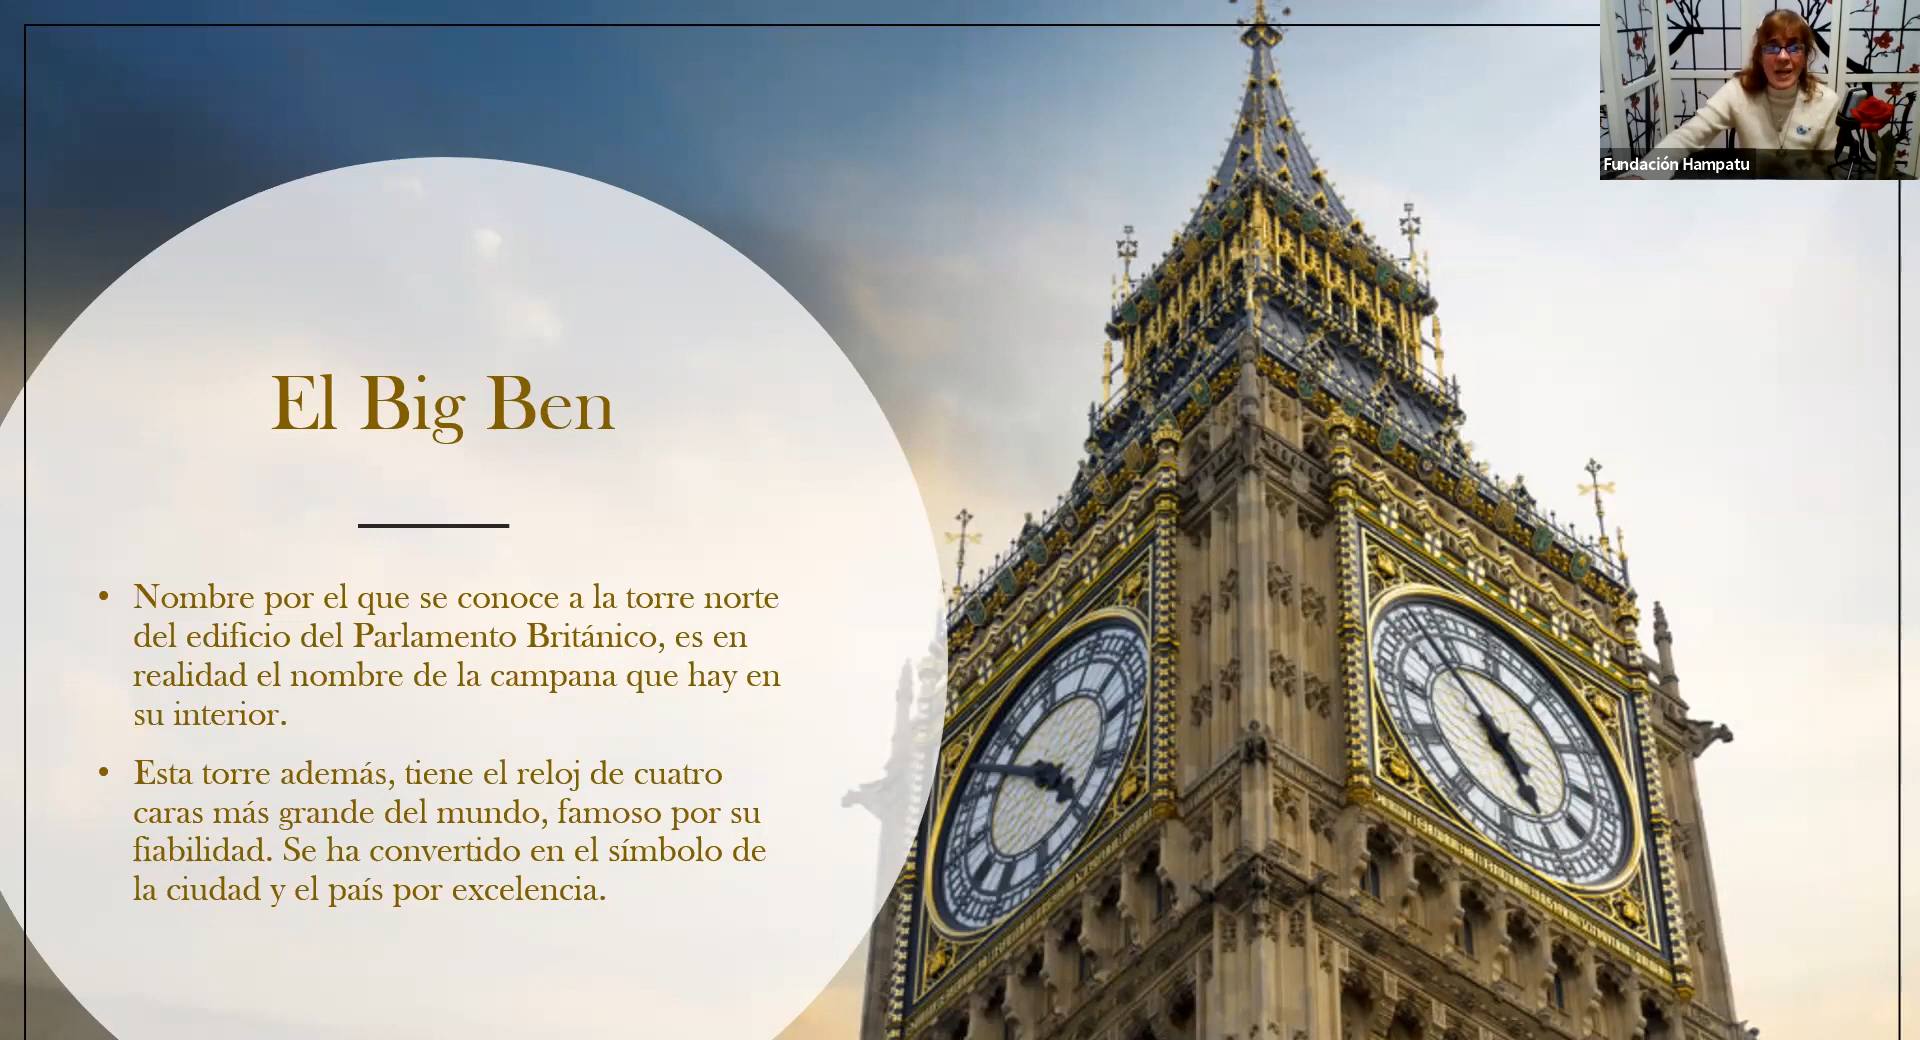 Fundación Hampatu
El Big Ben
• Nombre por el que se conoce a la torre norte
del edificio del Parlamento Británico, es en
realidad el nombre de la campana que hay en
su interior.
• Esta torre además, tiene el reloj de cuatro
caras más grande del mundo, famoso por su
fiabilidad. Se ha convertido en el símbolo de
la ciudad y el país por excelencia.